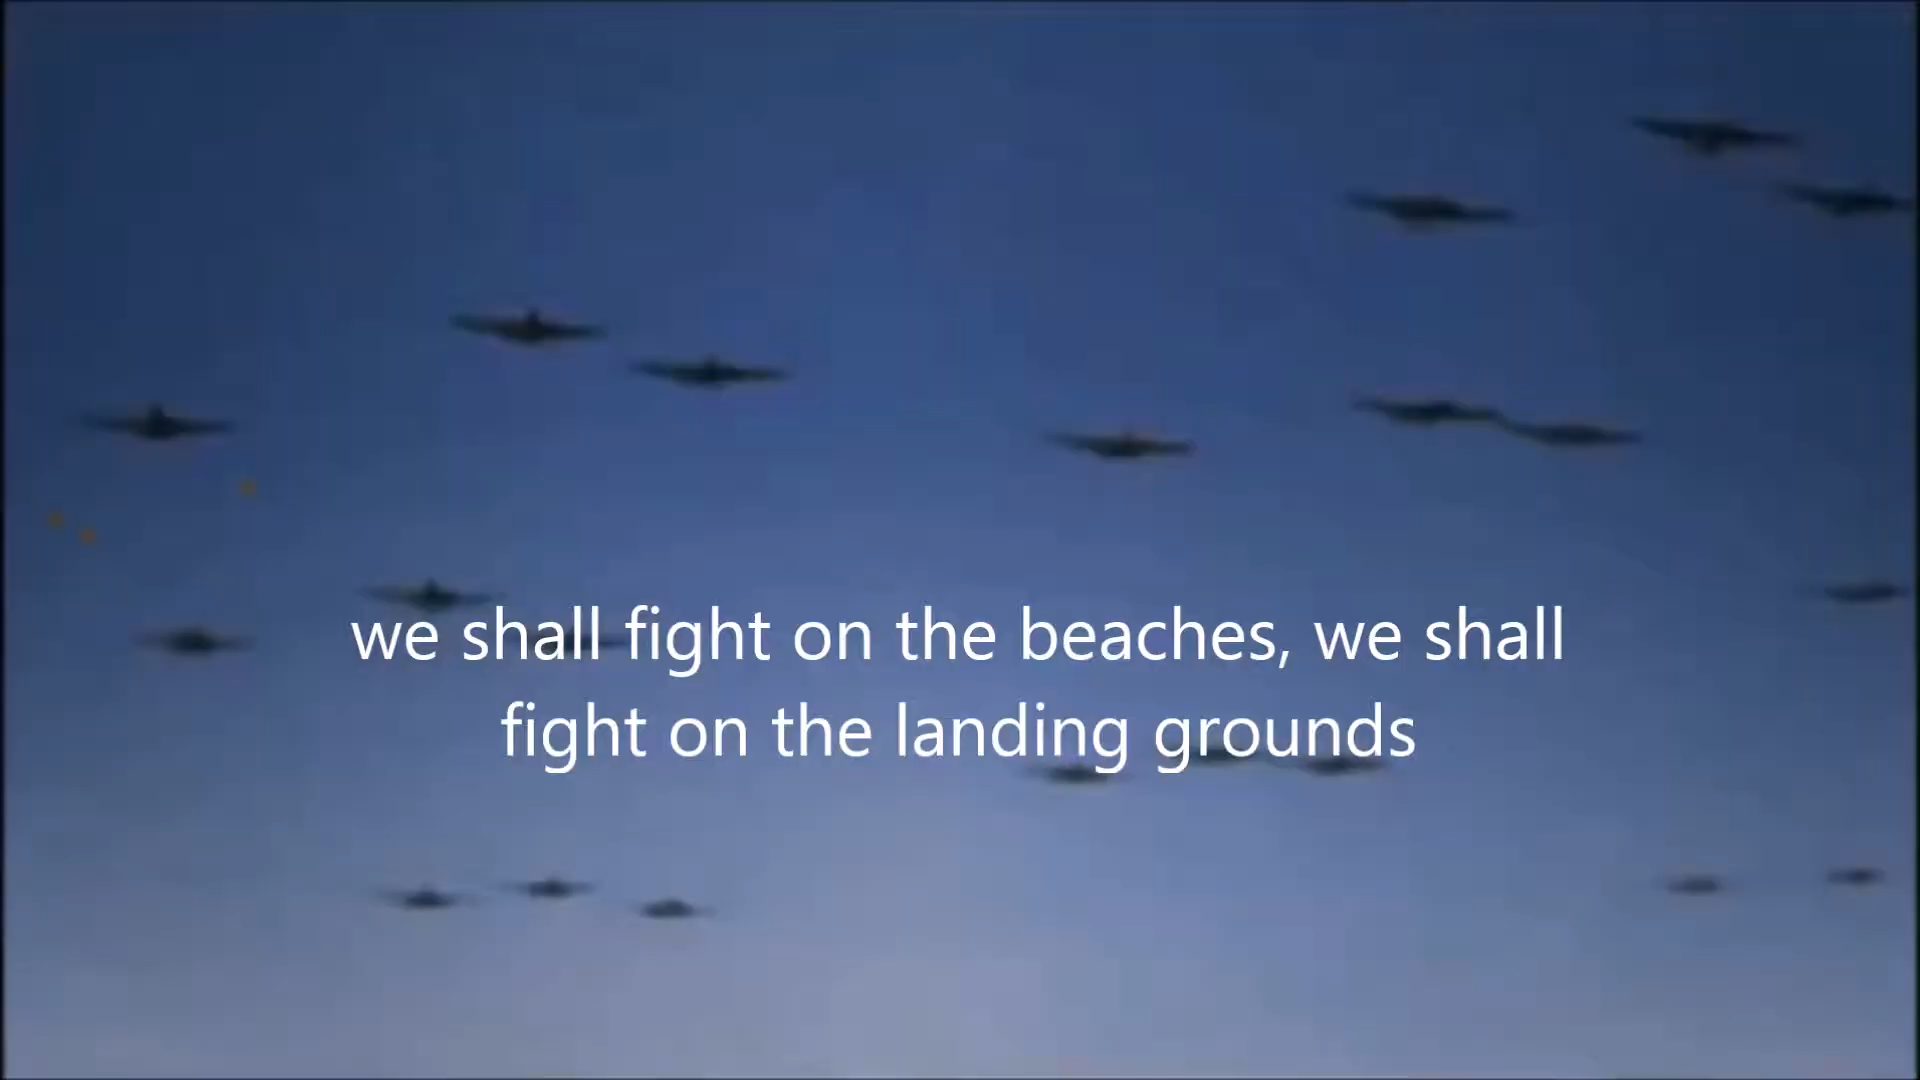 we shall fight on the beaches, we shall
fight on the landing grounds